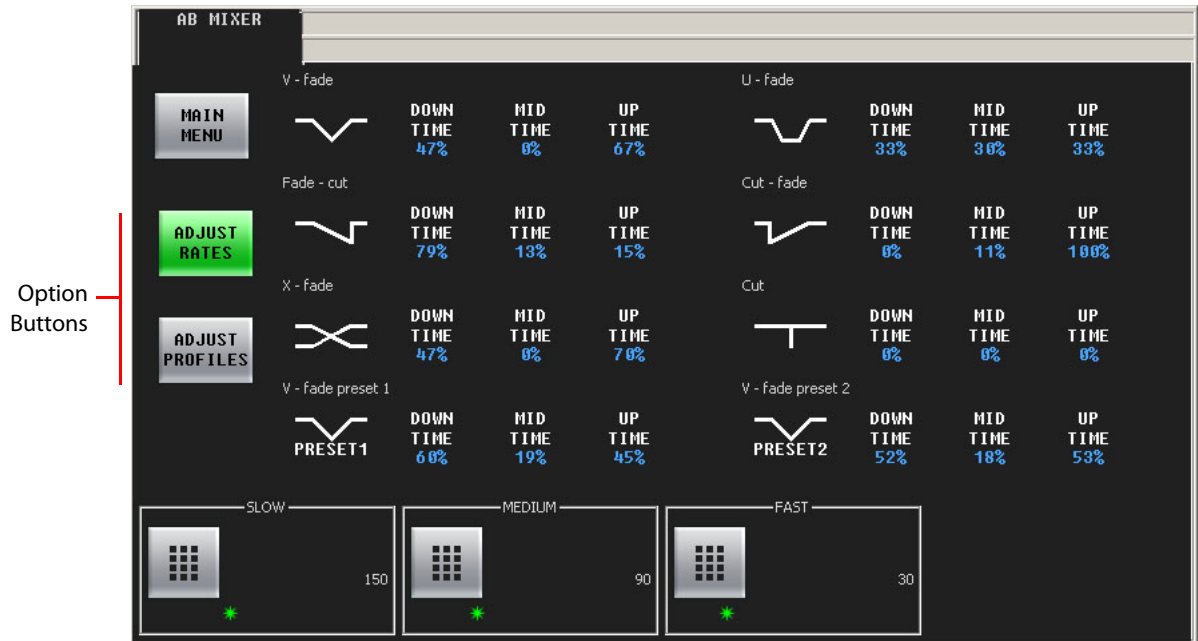 AB MIXER
V - fade
U - fade
MAIN
MENU
DOWN MID UP
TIME TIME TIME
47% 0% 67%
DOWN MID UP
TIME TIME TIME
33% 30% 33%
Fade - cut
Cut - fade
ADJUST
RATES
DOWN MID UP
TIME TIME TIME
79% 13% 15%
DOWN MID UP
TIME TIME TIME
0% 11% 100%
Option
Buttons
X - fade
Cut
ADJUST
PROFILES
DOWN MID UP
TIME TIME TIME
47% 0% 70%
DOWN MID UP
TIME TIME TIME
0% 0% 0%
V - fade preset 1
V - fade preset 2
PRESET1
DOWN MID UP
TIME TIME TIME
60% 19% 45%
PRESET2
DOWN MID UP
TIME TIME TIME
52% 18% 53%
SLOW
150
MEDIUM
90
FAST
30